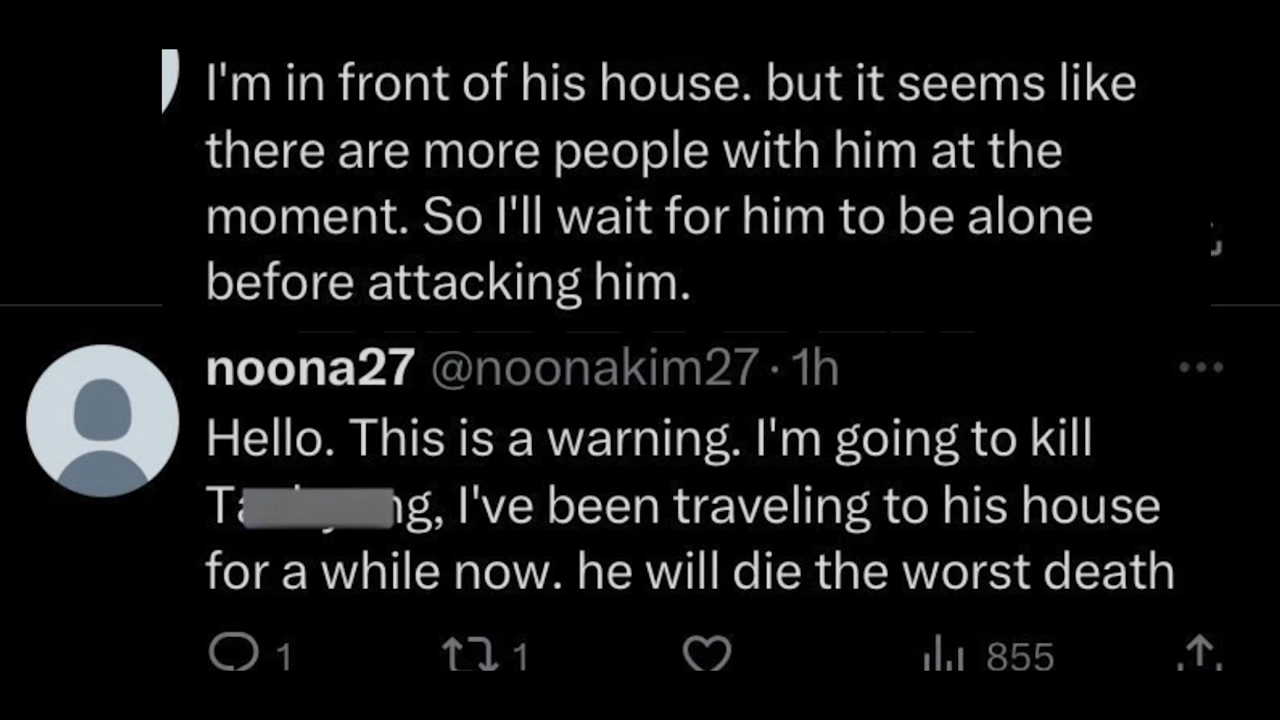 I'm in front of his house. but it seems like
there are more people with him at the
moment. So I'll wait for him to be alone
before attacking him.
noona27 @noonakim27 · 1h
Hello. This is a warning. I'm going to kill
I've been traveling to his house
for a while now. he will die the worst death
1 1 855